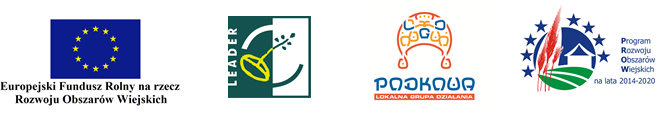 Europejski Fundusz Rolny na rzecz
Rozwoju Obszarów Wiejskich
LEADER
PODKOWA
LOKALNA GRUPA DZIAŁANIA
Program
Rozwoju
Obszarów
Wiejskich
na lata 2014-2020